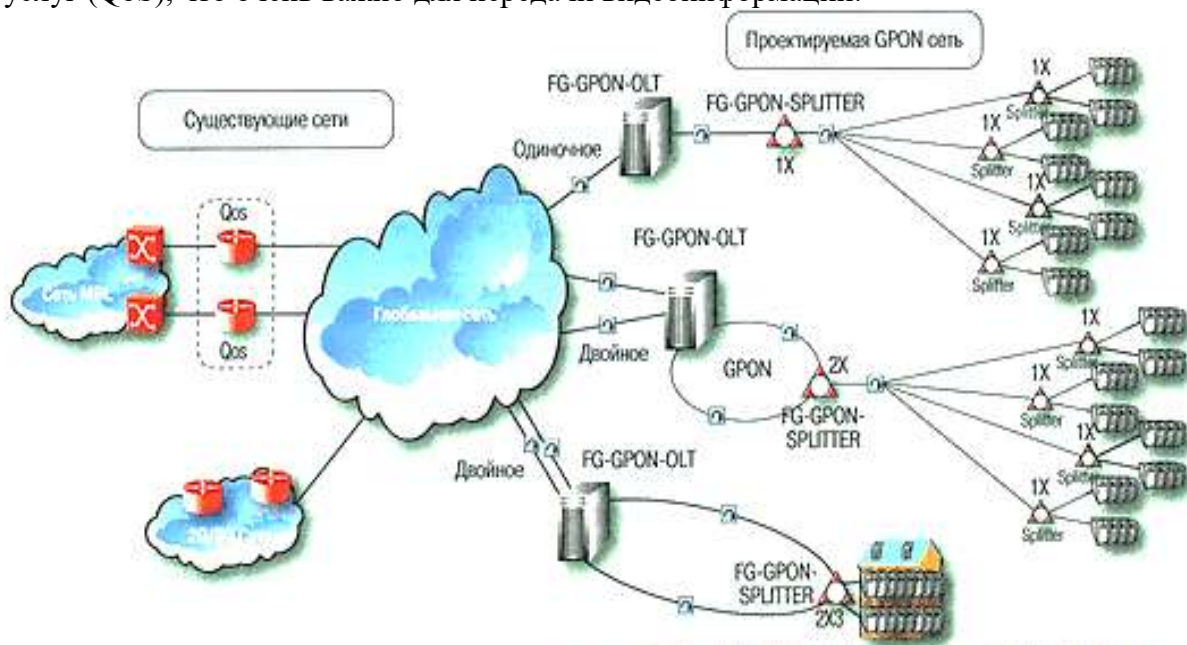 Проектируемая GPON сеть
Существующие сети
FG-GPON-OLT
FG-GPON-SPLITTER
1X
Одиночное
1X
Splitter
1X
Splitter
1X
Splitter
1X
Splitter
Qos
Qos
Сеть
Глобальная сеть
FG-GPON-OLT
Двойное
GPON
2X
FG-GPON-
SPLITTER
1X
Splitter
1X
Splitter
1X
Splitter
1X
Splitter
Двойное
FG-GPON-OLT
FG-GPON-
SPLITTER
2X3